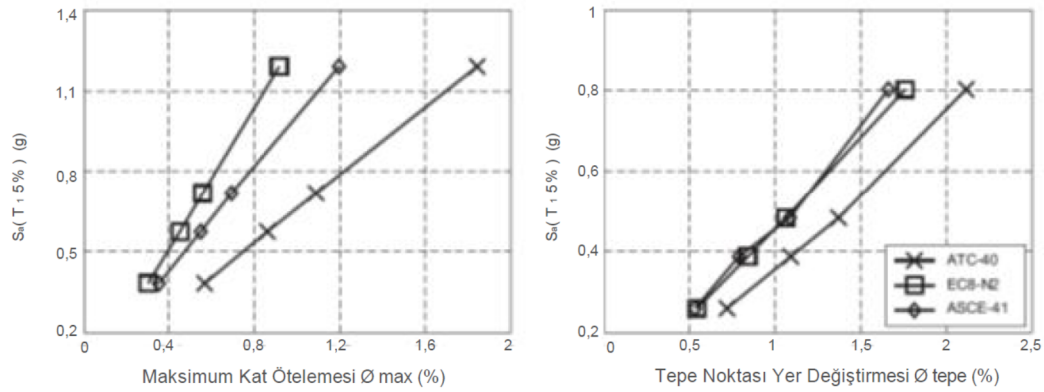 1,4
1,1
0,8
0,5
0,2
Sa( T 1 5% ) (g)
0 0,4 0,8 1,2 1,6 2
Maksimum Kat Ötelemesi Ø max (%)
1
0,8
0,6
0,4
0,2
Sa( T 1 5% ) (g)
ATC-40
EC8-N2
ASCE-41
0 0,5 1 1,5 2 2,5
Tepe Noktası Yer Değiştirmesi Ø tepe (%)